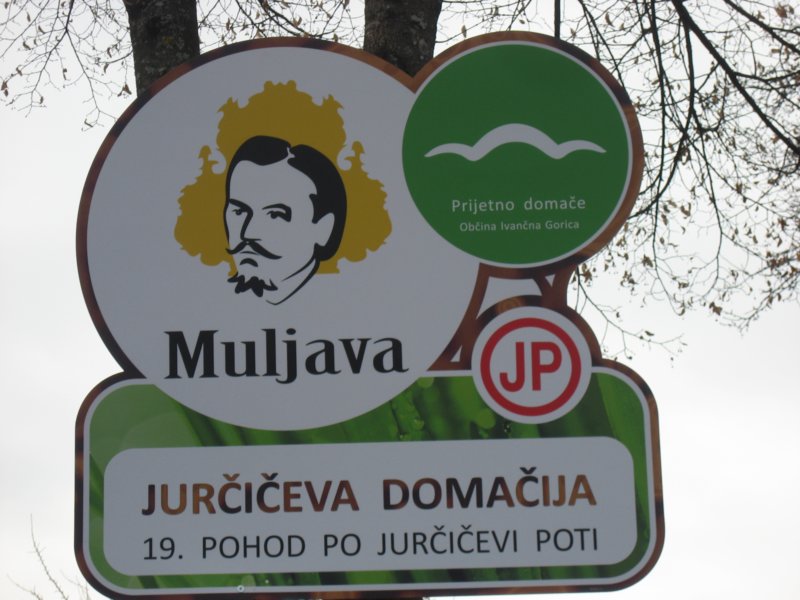 Prijetno domače
Občina Ivančna Gorica
Muljava
JP
JURČIČEVA DOMAČIJA
19. POHOD PO JURČIČEVI POTI